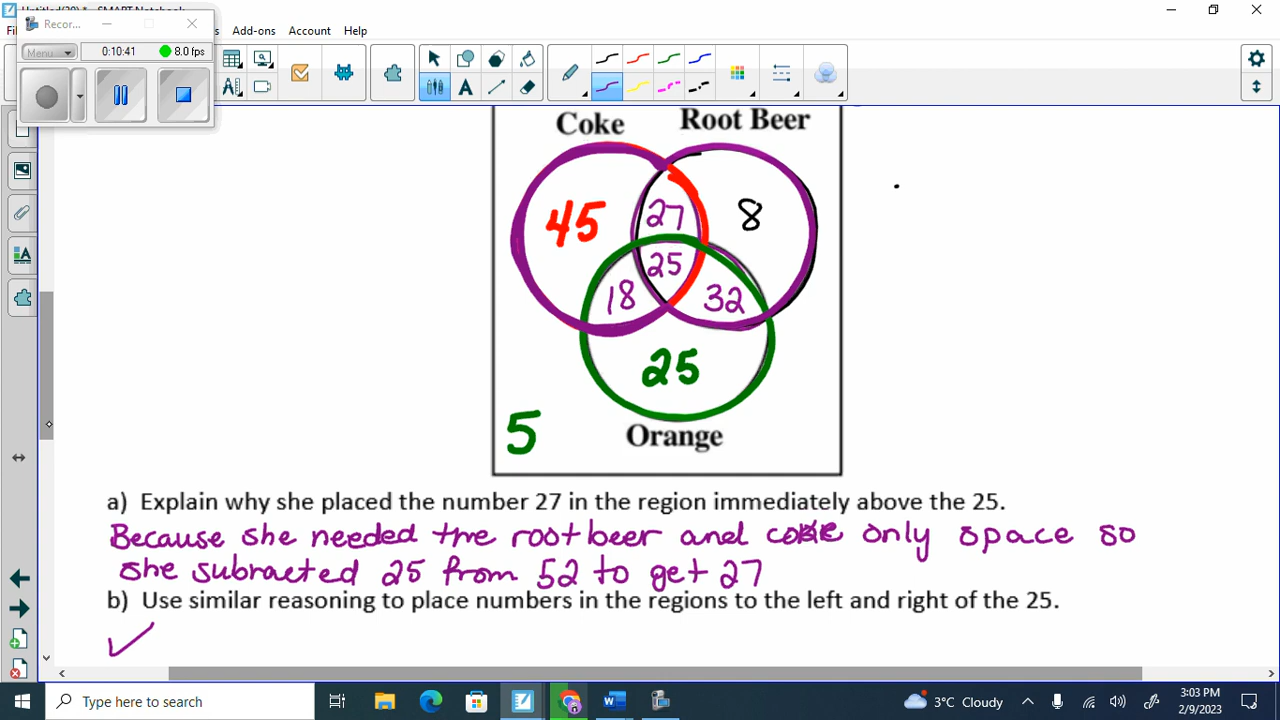 Untitled(20) * - SMART Notebook
Recor...
Menu
0:10:41
8.0 fps
Add-ons Account Help
Coke
Root Beer
45
27
8
25
18
32
25
5
Orange
a) Explain why she placed the number 27 in the region immediately above the 25.
Because she needed the root beer and coke only space so
she subracted 25 from 52 to get 27
b) Use similar reasoning to place numbers in the regions to the left and right of the 25.
Type here to search
3°C Cloudy
3:03 PM
2/9/2023